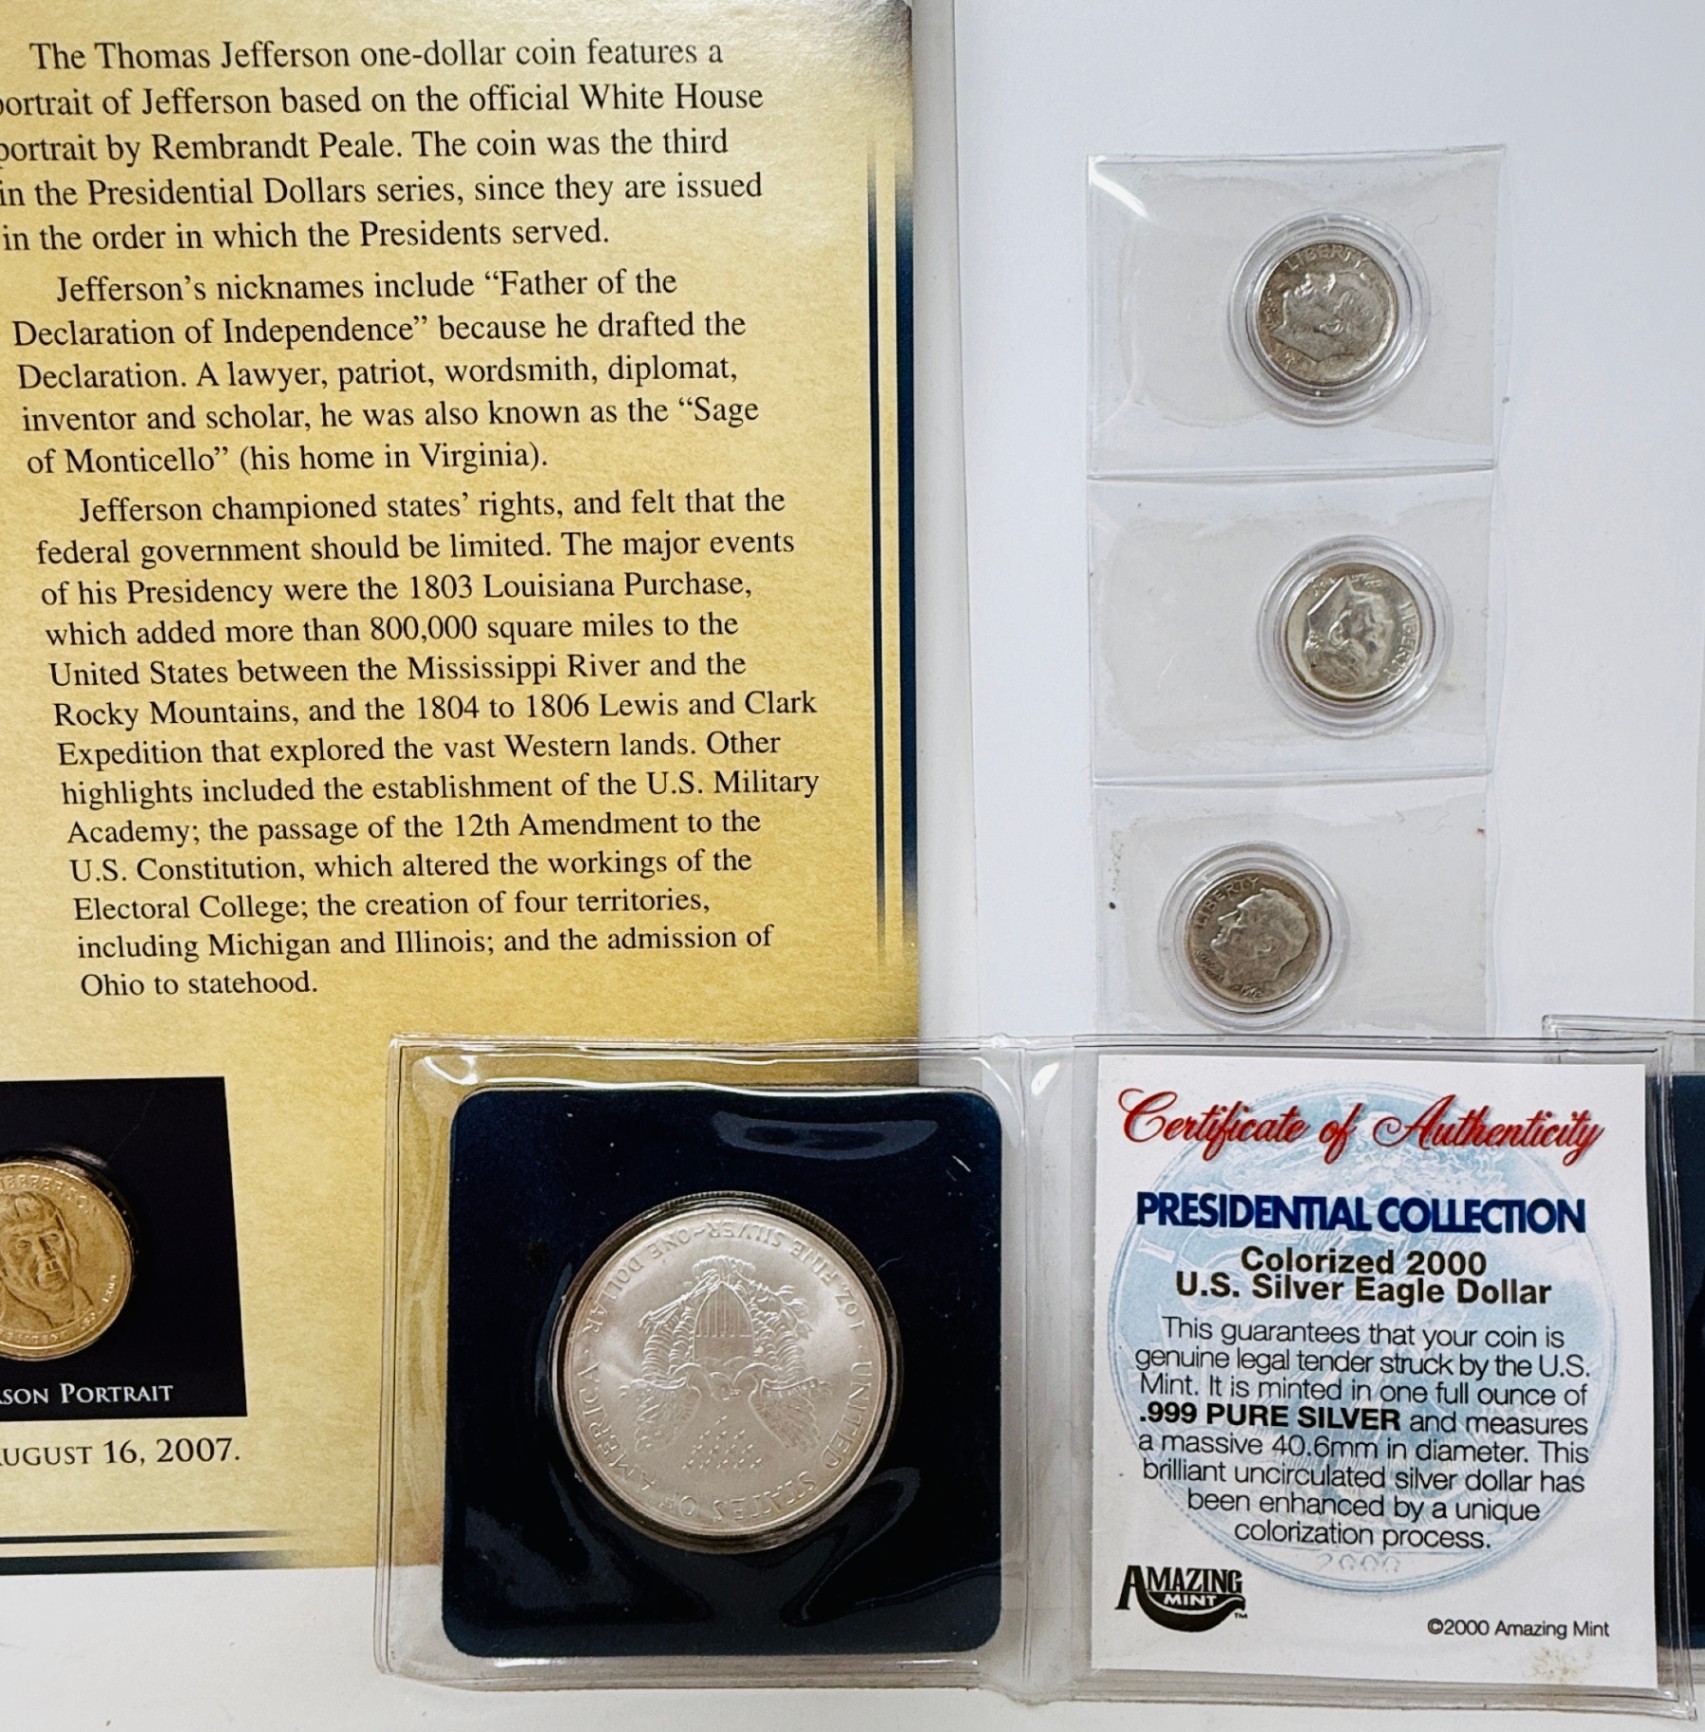 The Thomas Jefferson one-dollar coin features a
portrait of Jefferson based on the official White House
portrait by Rembrandt Peale. The coin was the third
in the Presidential Dollars series, since they are issued
in the order in which the Presidents served.
Jefferson's nicknames include “Father of the
Declaration of Independence” because he drafted the
Declaration. A lawyer, patriot, wordsmith, diplomat,
inventor and scholar, he was also known as the “Sage
of Monticello” (his home in Virginia).
Jefferson championed states' rights, and felt that the
federal government should be limited. The major events
of his Presidency were the 1803 Louisiana Purchase,
which added more than 800,000 square miles to the
United States between the Mississippi River and the
Rocky Mountains, and the 1804 to 1806 Lewis and Clark
Expedition that explored the vast Western lands. Other
highlights included the establishment of the U.S. Military
Academy; the passage of the 12th Amendment to the
U.S. Constitution, which altered the workings of the
Electoral College; the creation of four territories,
including Michigan and Illinois; and the admission of
Ohio to statehood.
SON PORTRAIT
UGUST 16, 2007.
LIBERTY
LIBERTY
LIBERTY
UNITED STATES OF AMERICA
1 OZ. FINE SILVER~ONE DOLLAR
Certificate of Authenticity
PRESIDENTIAL COLLECTION
Colorized 2000
U.S. Silver Eagle Dollar
This guarantees that your coin is
genuine legal tender struck by the U.S.
Mint. It is minted in one full ounce of
.999 PURE SILVER and measures
a massive 40.6mm in diameter. This
brilliant uncirculated silver dollar has
been enhanced by a unique
colorization process.
2000
AMAZING
MINT™
©2000 Amazing Mint